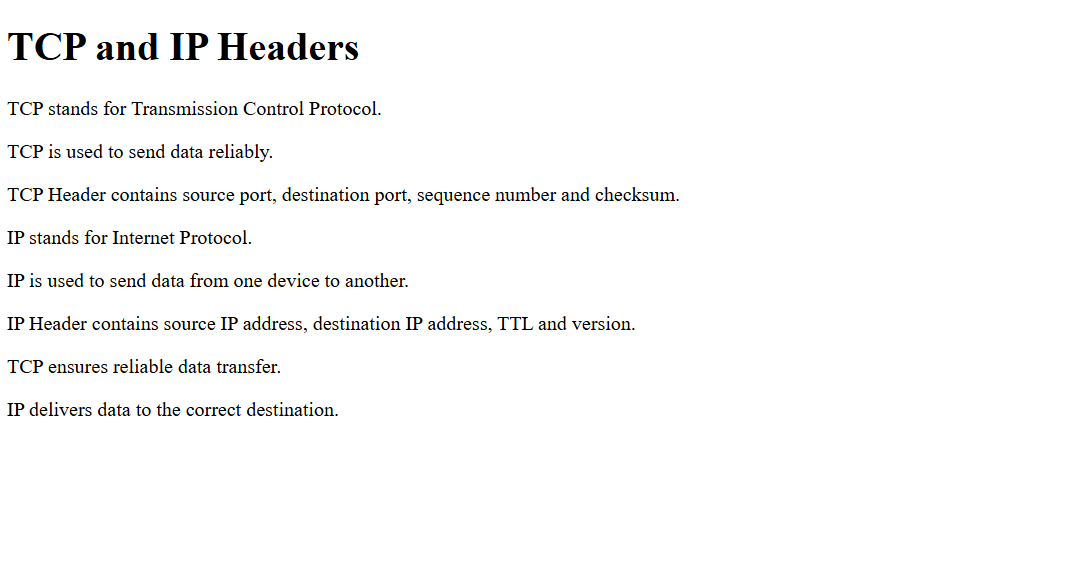 TCP and IP Headers
TCP stands for Transmission Control Protocol.
TCP is used to send data reliably.
TCP Header contains source port, destination port, sequence number and checksum.
IP stands for Internet Protocol.
IP is used to send data from one device to another.
IP Header contains source IP address, destination IP address, TTL and version.
TCP ensures reliable data transfer.
IP delivers data to the correct destination.